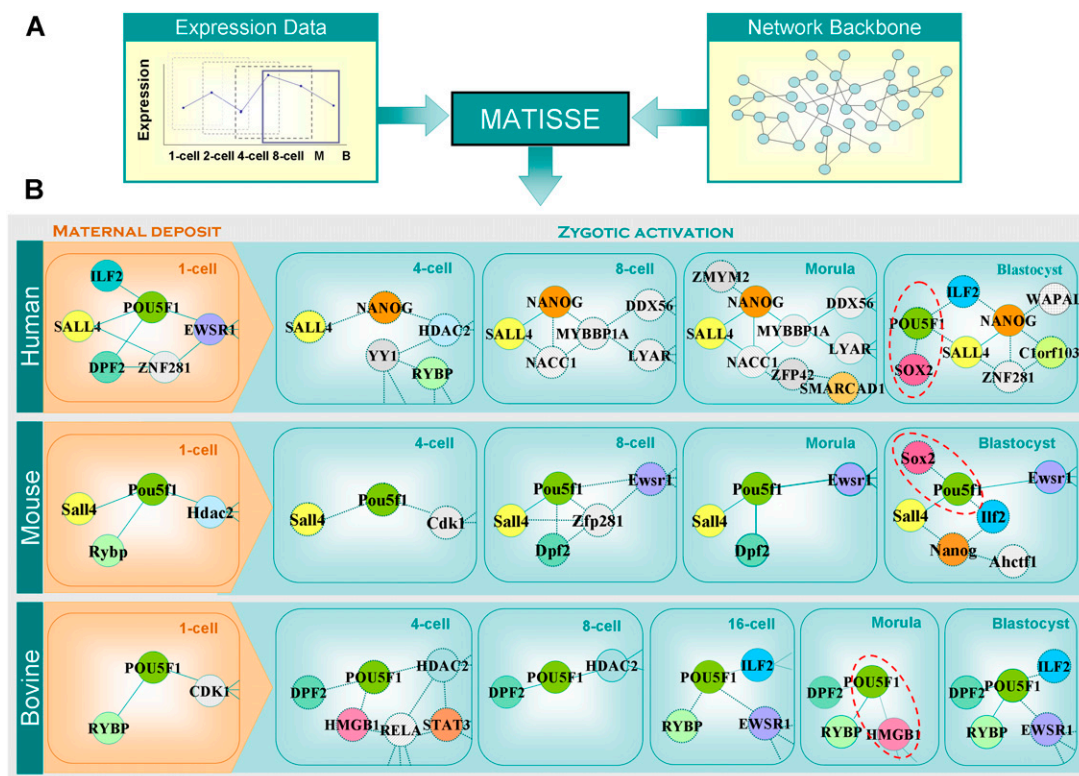 A
Expression Data
Expression
1-cell 2-cell 4-cell 8-cell M B
MATISSE
Network Backbone
B
MATERNAL DEPOSIT
ZYGOTIC ACTIVATION
Human
1-cell
ILF2
POU5F1
SALL4
EWSR1
DPF2
ZNF281
4-cell
NANOG
SALL4
HDAC2
YY1
RYBP
8-cell
NANOG
DDX56
SALL4
MYBBP1A
NACC1
LYAR
Morula
ZMYM2
NANOG
DDX56
SALL4
MYBBP1A
LYAR
NACC1
ZFP42
SMARCAD1
Blastocyst
ILF2
WAPAL
POU5F1
NANOG
SALL4
C1orf103
SOX2
ZNF281
Mouse
1-cell
Pou5f1
Sall4
Hdac2
Rybp
4-cell
Pou5f1
Sall4
Cdk1
8-cell
Pou5f1
Ewsr1
Sall4
Zfp281
Dpf2
Morula
Pou5f1
Ewsr1
Sall4
Dpf2
Blastocyst
Sox2
Ewsr1
Pou5f1
Sall4
Ilf2
Nanog
Ahctf1
Bovine
1-cell
POU5F1
CDK1
RYBP
4-cell
HDAC2
POU5F1
DPF2
HMGB1
RELA
STAT3
8-cell
HDAC2
POU5F1
DPF2
16-cell
ILF2
POU5F1
RYBP
EWSR1
Morula
POU5F1
DPF2
RYBP
HMGB1
Blastocyst
ILF2
POU5F1
DPF2
RYBP
EWSR1